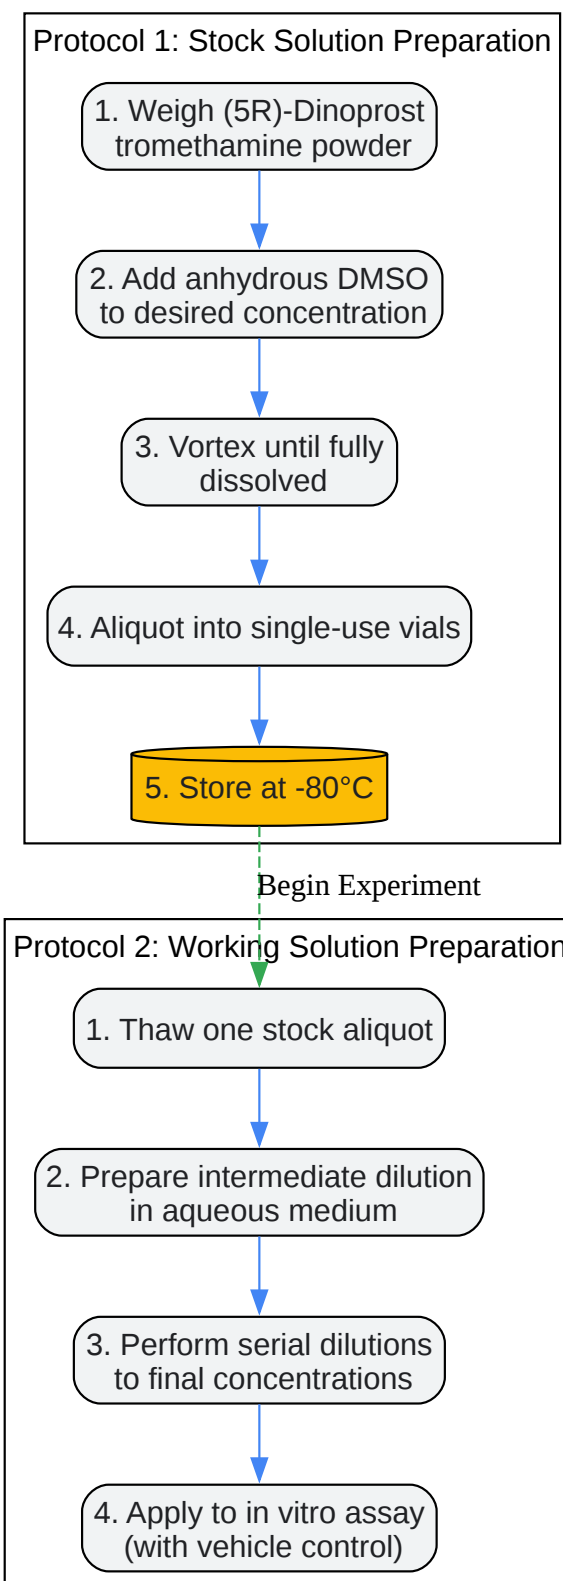 Protocol 1: Stock Solution Preparation
1. Weigh (5R)-Dinoprost
tromethamine powder
2. Add anhydrous DMSO
to desired concentration
3. Vortex until fully
dissolved
4. Aliquot into single-use vials
5. Store at -80°C
Begin Experiment
Protocol 2: Working Solution Preparation
1. Thaw one stock aliquot
2. Prepare intermediate dilution
in aqueous medium
3. Perform serial dilutions
to final concentrations
4. Apply to in vitro assay
(with vehicle control)